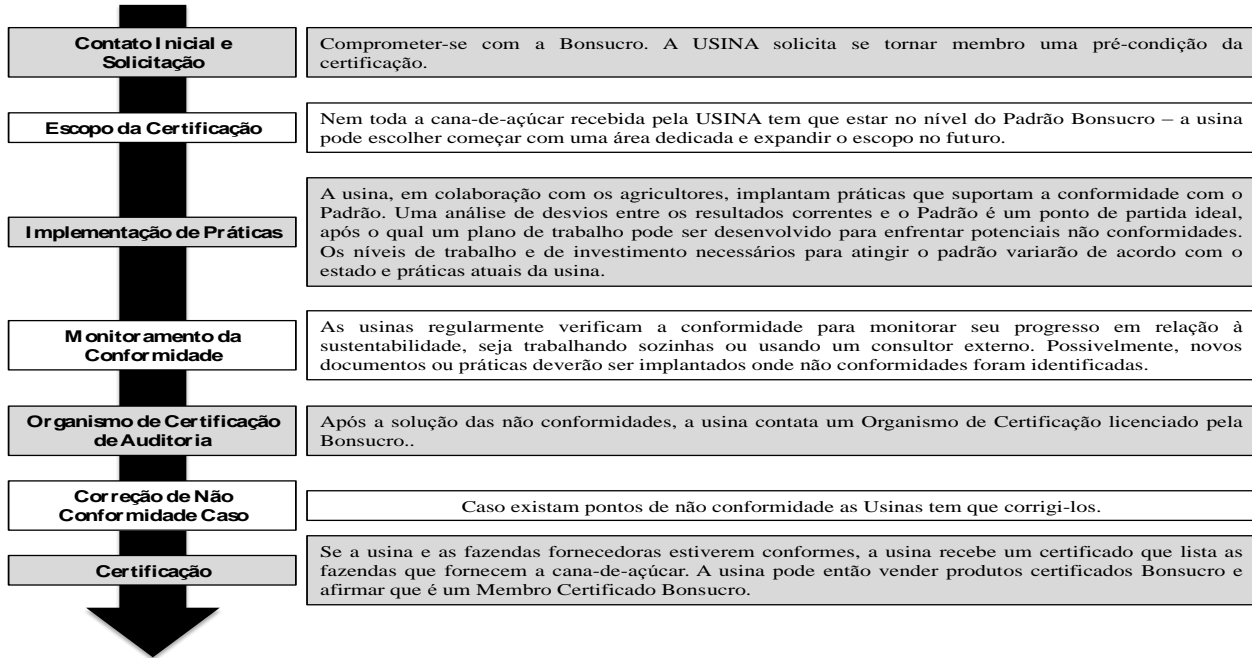 Contato Inicial e
Solicitação
Comprometer-se com a Bonsucro. A USINA solicita se tornar membro uma pré-condição da
certificação.
Escopo da Certificação
Nem toda a cana-de-açúcar recebida pela USINA tem que estar no nível do Padrão Bonsucro – a usina
pode escolher começar com uma área dedicada e expandir o escopo no futuro.
Implementação de Práticas
A usina, em colaboração com os agricultores, implantam práticas que suportam a conformidade com o
Padrão. Uma análise de desvios entre os resultados correntes e o Padrão é um ponto de partida ideal,
após o qual um plano de trabalho pode ser desenvolvido para enfrentar potenciais não conformidades.
Os níveis de trabalho e de investimento necessários para atingir o padrão variarão de acordo com o
estado e práticas atuais da usina.
Monitoramento da
Conformidade
As usinas regularmente verificam a conformidade para monitorar seu progresso em relação à
sustentabilidade, seja trabalhando sozinhas ou usando um consultor externo. Possivelmente, novos
documentos ou práticas deverão ser implantados onde não conformidades foram identificadas.
Organismo de Certificação
de Auditoria
Após a solução das não conformidades, a usina contata um Organismo de Certificação licenciado pela
Bonsucro..
Correção de Não
Conformidade Caso
Caso existam pontos de não conformidade as Usinas tem que corrigi-los.
Certificação
Se a usina e as fazendas fornecedoras estiverem conformes, a usina recebe um certificado que lista as
fazendas que fornecem a cana-de-açúcar. A usina pode então vender produtos certificados Bonsucro e
afirmar que é um Membro Certificado Bonsucro.